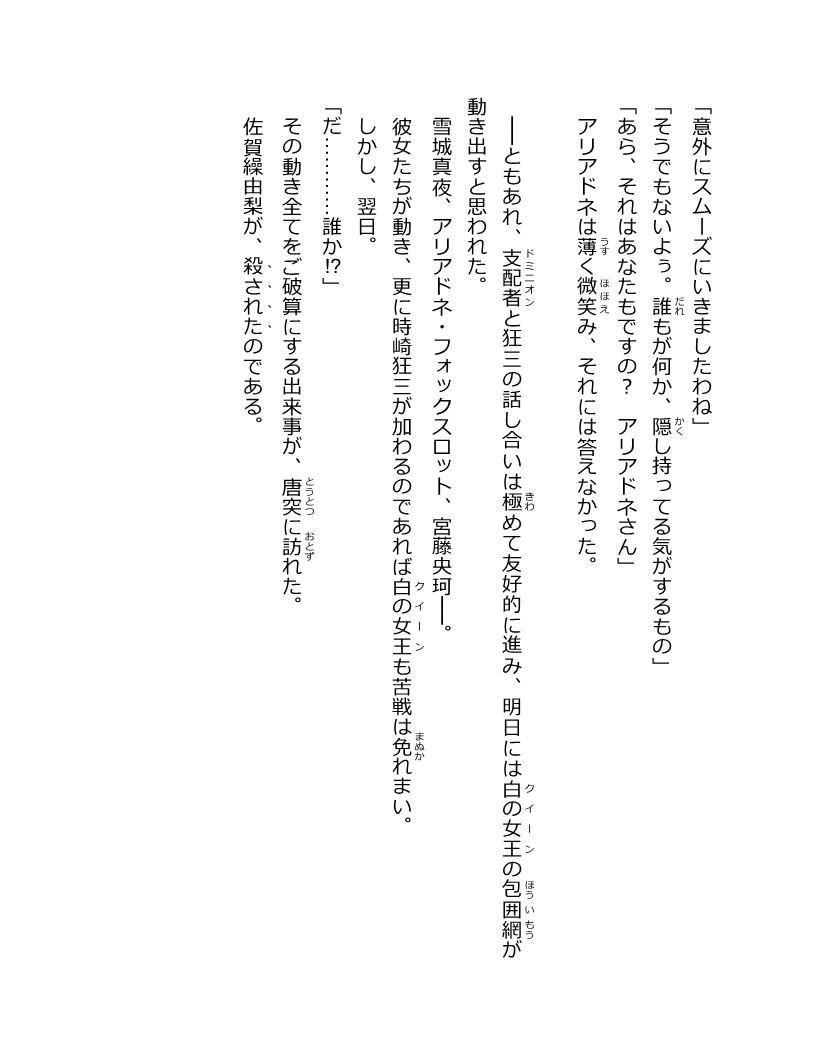 「意外にスムーズにいきましたわね」
「そうでもないよぅ。誰もが何か、隠し持ってる気がするもの」
「あら、それはあなたもですの？　アリアドネさん」
アリアドネは薄く微笑み、それには答えなかった。
――ともあれ、支配者と狂三の話し合いは極めて友好的に進み、明日には白の女王の包囲網が
動き出すと思われた。
雪城真夜、アリアドネ・フォックスロット、宮藤央珂――。
彼女たちが動き、更に時崎狂三が加わるのであれば白の女王も苦戦は免れまい。
しかし、翌日。
「だ…………誰か!?」
その動き全てをご破算にする出来事が、唐突に訪れた。
佐賀繰由梨が、殺されたのである。